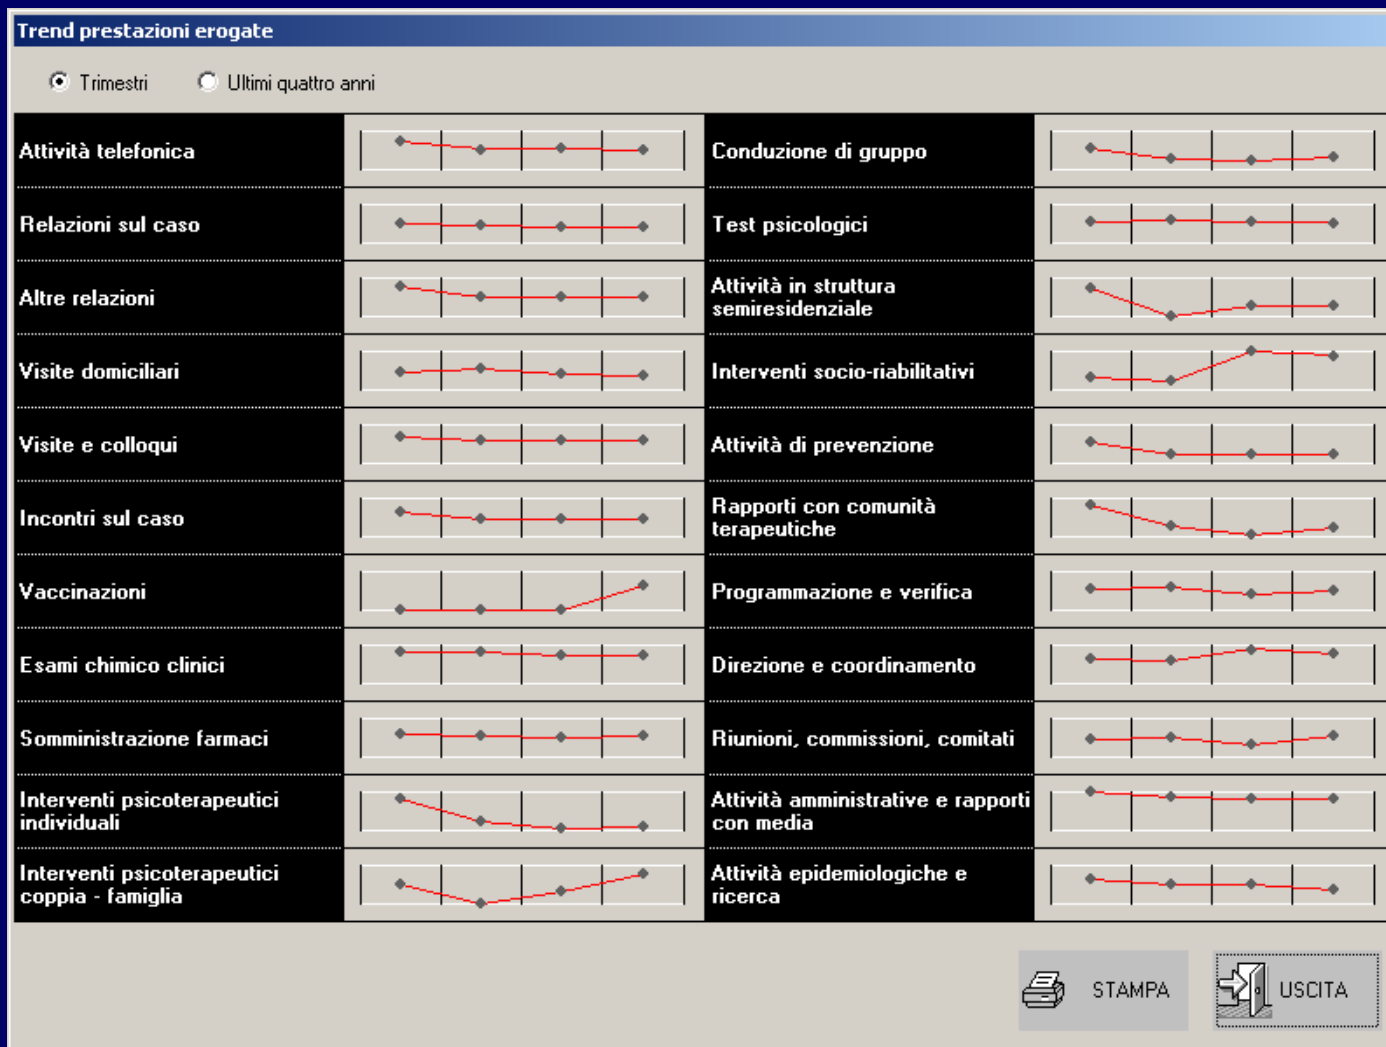 Trend prestazioni erogate
Trimestri
Ultimi quattro anni
Attività telefonica
Relazioni sul caso
Altre relazioni
Visite domiciliari
Visite e colloqui
Incontri sul caso
Vaccinazioni
Esami chimico clinici
Somministrazione farmaci
Interventi psicoterapeutici
individuali
Interventi psicoterapeutici
coppia - famiglia
Conduzione di gruppo
Test psicologici
Attività in struttura
semiresidenziale
Interventi socio-riabilitativi
Attività di prevenzione
Rapporti con comunità
terapeutiche
Programmazione e verifica
Direzione e coordinamento
Riunioni, commissioni, comitati
Attività amministrative e rapporti
con media
Attività epidemiologiche e
ricerca
STAMPA
USCITA